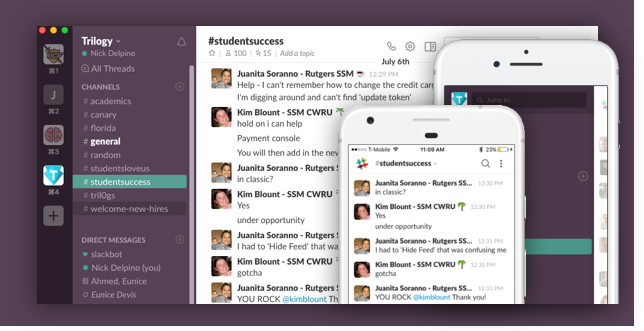 Trilogy
Nick Delpino
All Threads
CHANNELS
# academics
# canary
# florida
# general
# random
# studentsloveus
# studentsuccess
# tril0gs
# welcome-new-hires
DIRECT MESSAGES
slackbot
Nick Delpino (you)
Ahmed, Eunice
Eunice Devis
J
⌘1
⌘2
⌘3
⌘4
#studentsuccess
100
15
Add a topic
July 6th
Juanita Soranno - Rutgers SSM 12:29 PM
Help - I can't remember how to change the credit car
I'm digging around and can't find 'update token'
Kim Blount - SSM CWRU
hold on i can help
Payment console
You will then add in the new
Juanita Soranno - Rutgers S
in classic?
Kim Blount - SSM CWRU
Yes
under opportunity
Juanita Soranno - Rutgers S
I had to 'Hide Feed' that wa
Kim Blount - SSM CWRU
gotcha
Juanita Soranno - Rutgers S
YOU ROCK @kimblount Th
T-Mobile
11:09 AM
23%
#studentsuccess
Juanita Soranno - Rutgers SS... 12:30 PM
in classic?
Kim Blount - SSM CWRU 12:30 PM
Yes
under opportunity
Juanita Soranno - Rutgers SS... 12:31 PM
I had to 'Hide Feed' that was confusing me
Kim Blount - SSM CWRU 12:31 PM
gotcha
Juanita Soranno - Rutgers SS... 12:31 PM
YOU ROCK @kimblount Thank you!
Jump to...